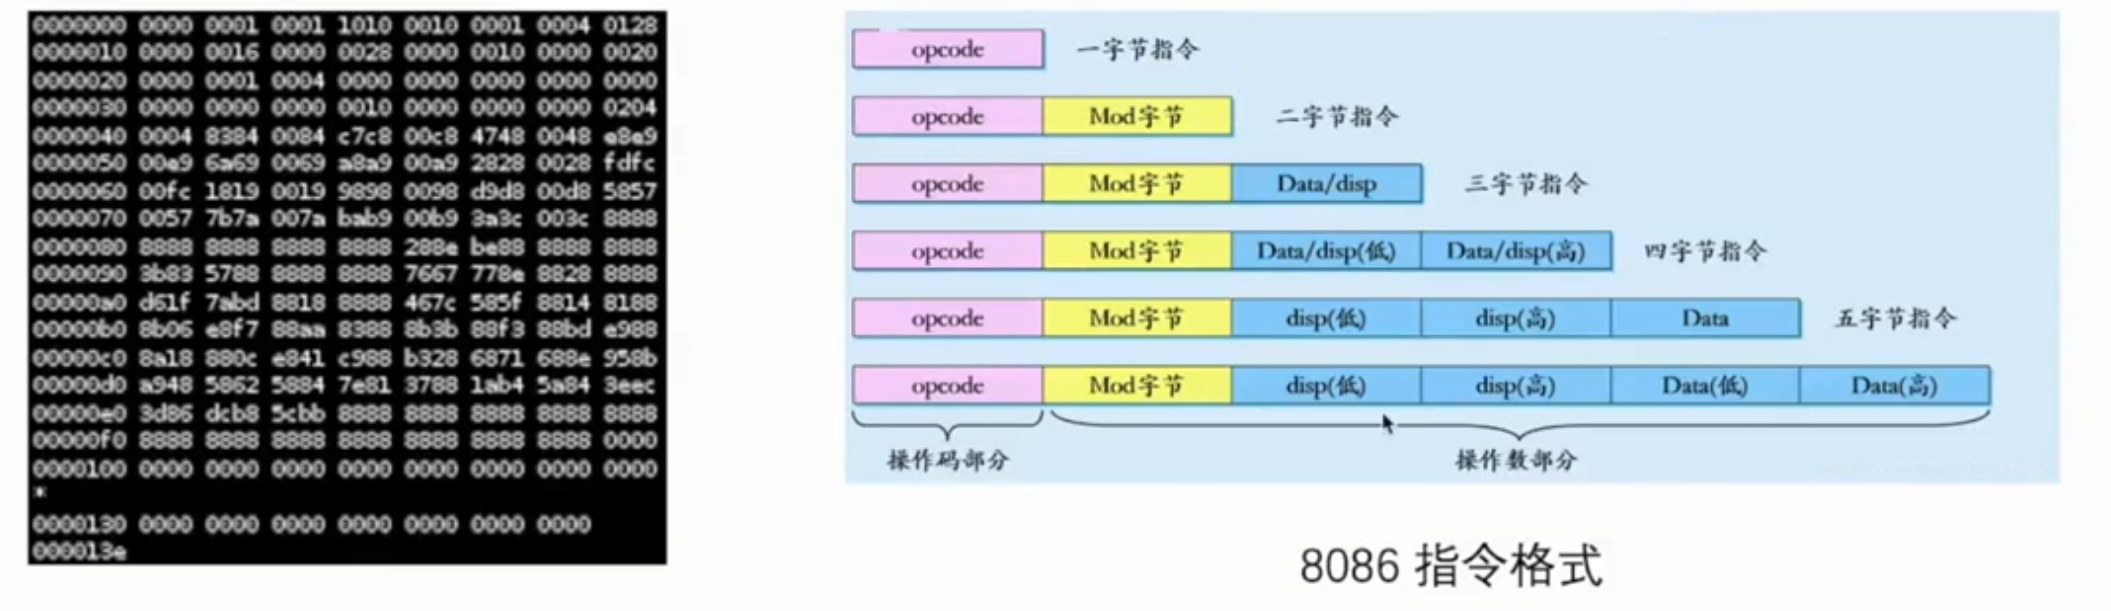 0000000 0000 0001 0001 1010 0010 0001 0004 0128
0000010 0000 0016 0000 0028 0000 0010 0000 0020
0000020 0000 0001 0004 0000 0000 0000 0000 0000
0000030 0000 0000 0000 0010 0000 0000 0000 0204
0000040 0004 8384 0084 c7c8 00c8 4748 0048 e8e9
0000050 00e9 6a69 0069 a8a9 00a9 2828 0028 fdfc
0000060 00fc 1819 0019 9898 0098 d9d8 00d8 5857
0000070 0057 7b7a 007a bab9 00b9 3a3c 003c 8888
0000080 8888 8888 8888 8888 288e be88 8888 8888
0000090 3b83 5788 8888 8888 7667 778e 8828 8888
00000a0 d61f 7abd 8818 8888 467c 585f 8814 8188
00000b0 8b06 e8f7 88aa 8388 8b3b 88f3 88bd e988
00000c0 8a18 880c e841 c988 b328 6871 688e 958b
00000d0 a948 5862 5884 7e81 3788 1ab4 5a84 3eec
00000e0 3d86 dcb8 5cbb 8888 8888 8888 8888 8888
00000f0 8888 8888 8888 8888 8888 8888 8888 0000
0000100 0000 0000 0000 0000 0000 0000 0000 0000
*
0000130 0000 0000 0000 0000 0000 0000 0000
000013e
opcode 一字节指令
opcode Mod字节 二字节指令
opcode Mod字节 Data/disp 三字节指令
opcode Mod字节 Data/disp(低) Data/disp(高) 四字节指令
opcode Mod字节 disp(低) disp(高) Data 五字节指令
opcode Mod字节 disp(低) disp(高) Data(低) Data(高)
操作码部分 操作数部分
8086 指令格式